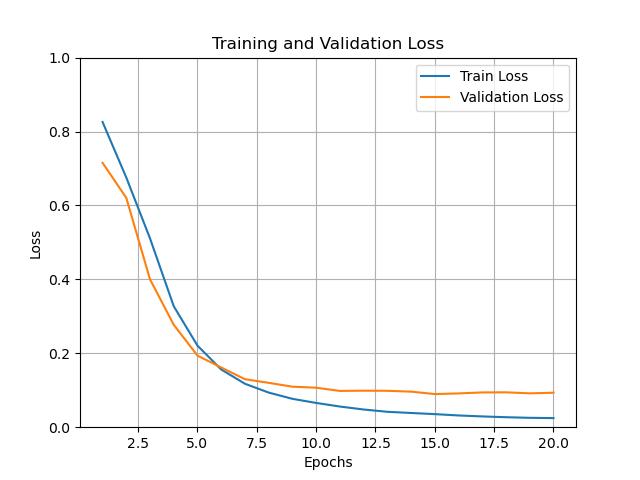 Training and Validation Loss
Train Loss
Validation Loss
Loss
1.0
0.8
0.6
0.4
0.2
0.0
2.5 5.0 7.5 10.0 12.5 15.0 17.5 20.0
Epochs